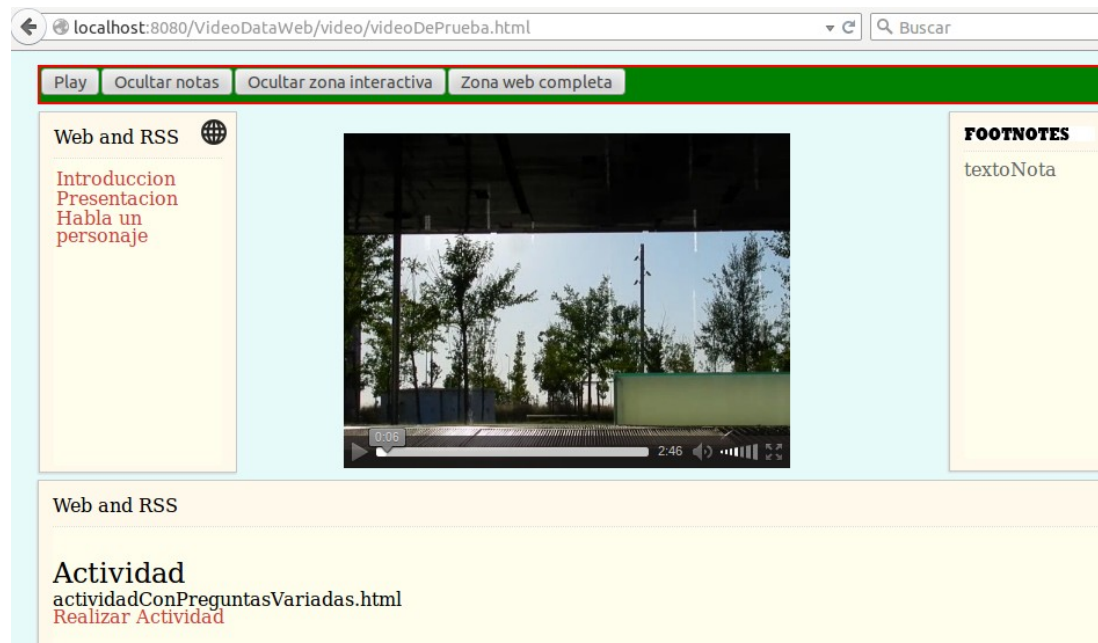 localhost:8080/VideoDataWeb/video/videoDePrueba.html
Buscar
Play Ocultar notas Ocultar zona interactiva Zona web completa
Web and RSS
Introduccion
Presentacion
Habla un
personaje
0:06
2:46
FOOTNOTES
textoNota
Web and RSS
Actividad
actividadConPreguntasVariadas.html
Realizar Actividad